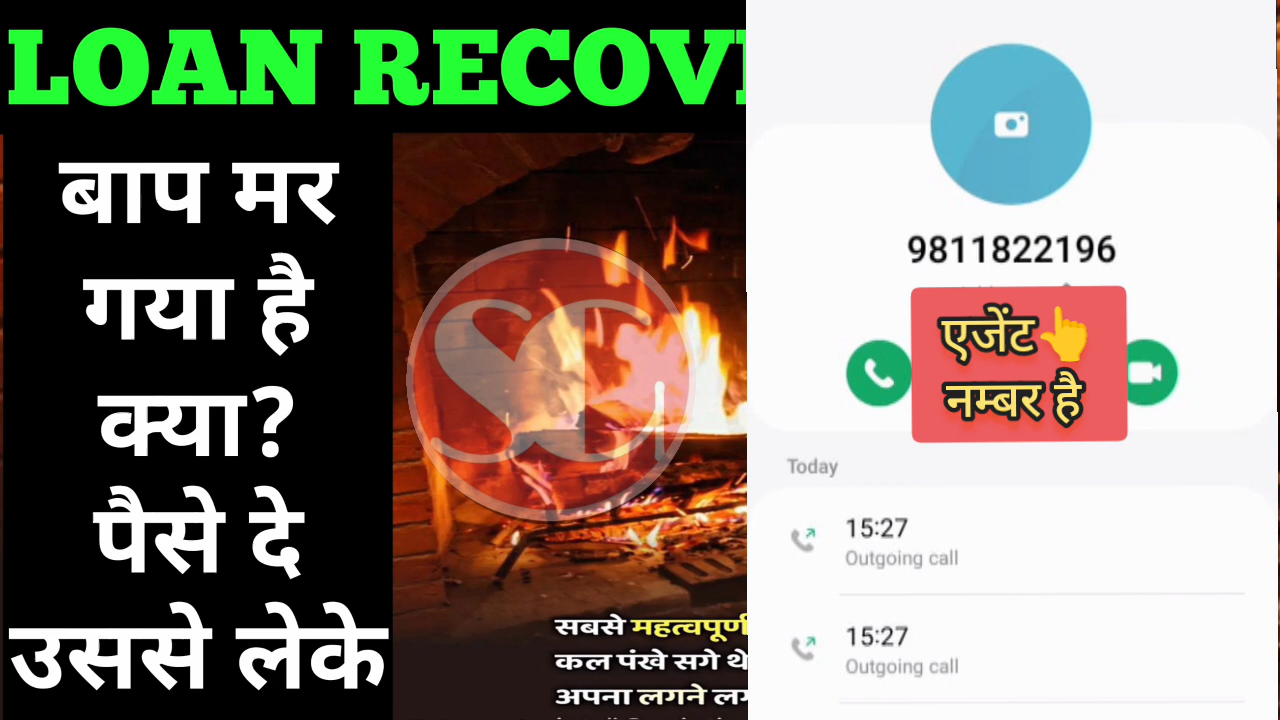 LOAN RECOV
बाप मर
गया है
क्या?
पैसे दे
उससे लेके
SG
सबसे महत्वपूर्ण
कल पंखे सगे थे
अपना लगने
9811822196
एजेंट👆
नम्बर है
Today
15:27
Outgoing call
15:27
Outgoing call